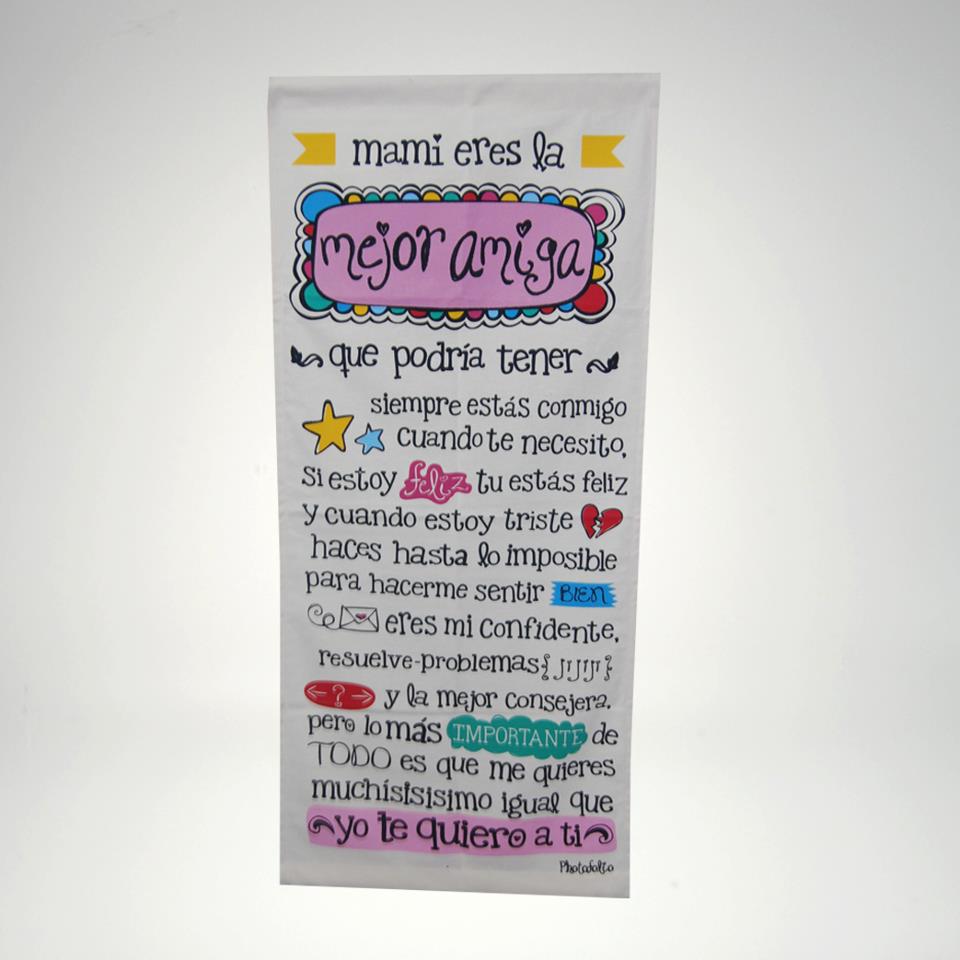 mami eres la
mejor amiga
que podría tener
siempre estás conmigo
cuando te necesito,
Si estoy feliz tu estás feliz
y cuando estoy triste
haces hasta lo imposible
para hacerme sentir BIEN
eres mi confidente,
resuelve-problemas{ JIJIJI }
? y la mejor consejera,
pero lo más IMPORTANTE de
TODO es que me quieres
muchísisisimo igual que
yo te quiero a ti
Photofolio